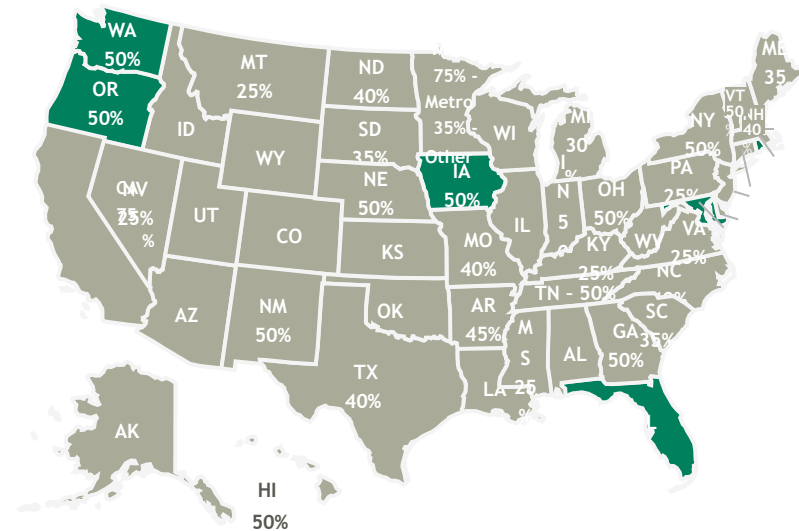 WA
50%
OR
50%
ID
MT
25%
WY
NV
25%
UT
CO
AZ
NM
50%
ND
40%
SD
35%
NE
50%
KS
OK
TX
40%
75% -
Metro
35% -
Other
IA
50%
MO
40%
AR
45%
LA
WI
IL
MI
30
%
N
5
OH
50%
KY
25%
TN - 50%
M
S
25
%
AL
GA
50%
SC
35%
NC
VA
25%
WV
PA
25%
NY
50%
VT
50
NH
40
%
ME
35
AK
HI
50%